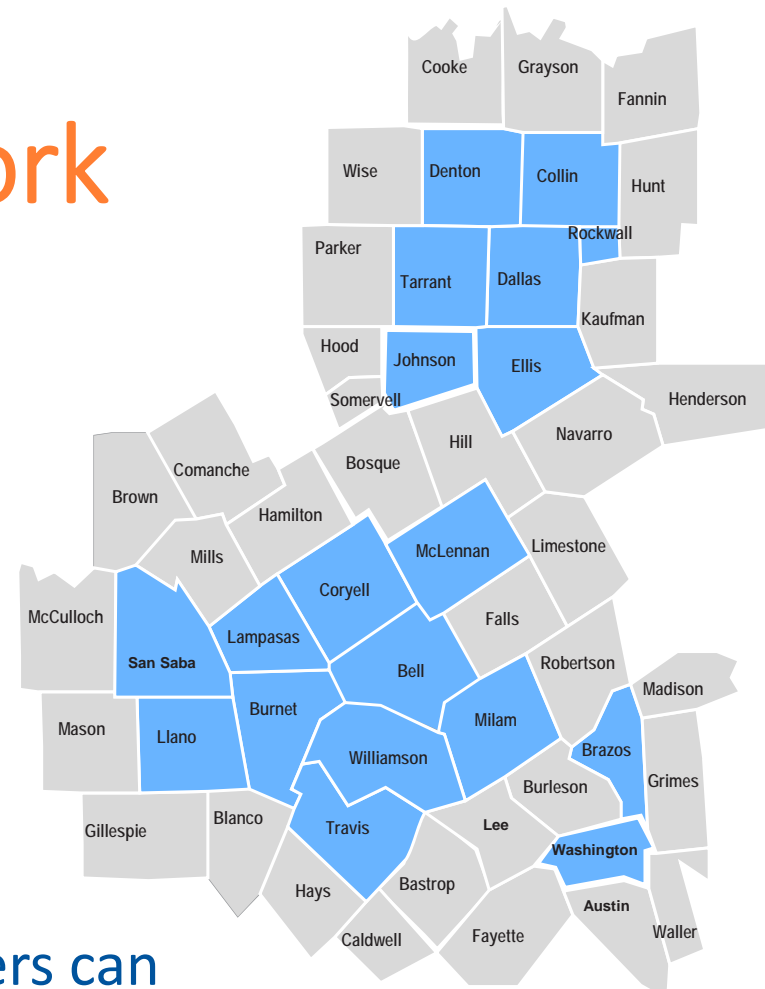 Cooke
Grayson
Fannin
ork
Wise
Denton
Collin
Hunt
Rockwall
Parker
Tarrant
Dallas
Kaufman
Hood
Johnson
Ellis
Somervell
Henderson
Navarro
Hill
Bosque
Comanche
Brown
Hamilton
McLennan
Limestone
Mills
Coryell
McCulloch
Falls
Lampasas
San Saba
Robertson
Bell
Madison
Burnet
Milam
Mason
Llano
Brazos
Williamson
Grimes
Burleson
Blanco
Gillespie
Travis
Lee
Washington
Bastrop
Hays
Austin
Waller
Caldwell
Fayette
ers can